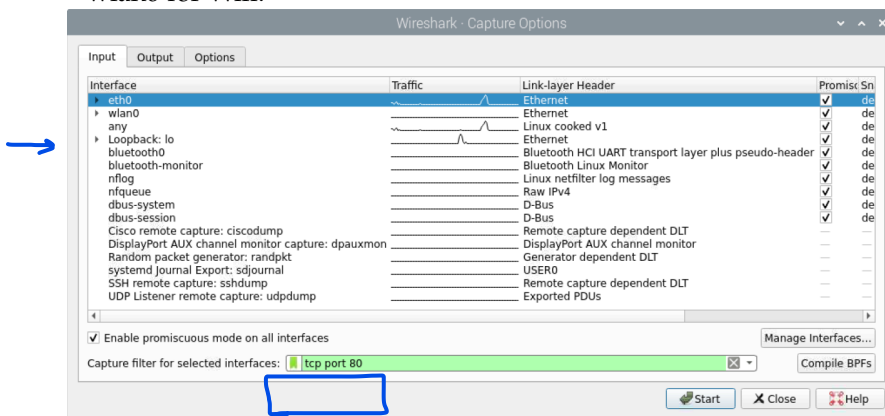 Wireshark · Capture Options
Input Output Options
Interface Traffic Link-layer Header Promisc Sn
eth0 Ethernet de
wlan0 Ethernet de
any Linux cooked v1 de
Loopback: lo Ethernet de
bluetooth0 Bluetooth HCI UART transport layer plus pseudo-header de
bluetooth-monitor Bluetooth Linux Monitor de
nflog Linux netfilter log messages de
nfqueue Raw IPv4 de
dbus-system D-Bus de
dbus-session D-Bus de
Cisco remote capture: ciscodump Remote capture dependent DLT —
DisplayPort AUX channel monitor capture: dpauxmon DisplayPort AUX channel monitor —
Random packet generator: randpkt Generator dependent DLT —
systemd Journal Export: sdjournal USER0 —
SSH remote capture: sshdump Remote capture dependent DLT —
UDP Listener remote capture: udpdump Exported PDUs —
Enable promiscuous mode on all interfaces Manage Interfaces...
Capture filter for selected interfaces: tcp port 80 Compile BPFs
Start Close Help